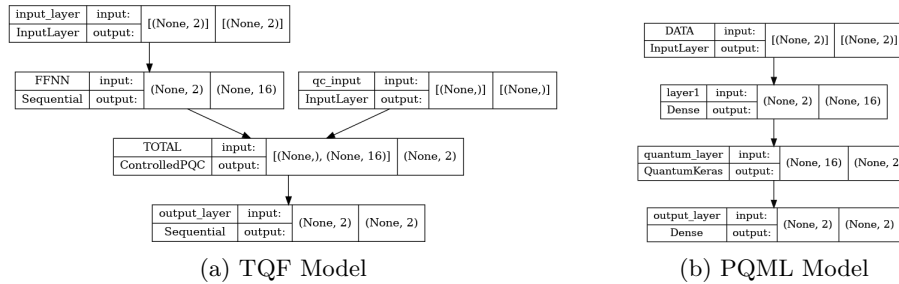 input_layer input: [(None, 2)] [(None, 2)]
InputLayer output:
FFNN input: (None, 2) (None, 16)
Sequential output:
qc_input input: [(None,)] [(None,)]
InputLayer output:
TOTAL input: [(None,), (None, 16)] (None, 2)
ControlledPQC output:
output_layer input: (None, 2) (None, 2)
Sequential output:
(a) TQF Model
DATA input: [(None, 2)] [(None, 2)]
InputLayer output:
layer1 input: (None, 2) (None, 16)
Dense output:
quantum_layer input: (None, 16) (None, 2
QuantumKeras output:
output_layer input: (None, 2) (None, 2)
Dense output:
(b) PQML Model